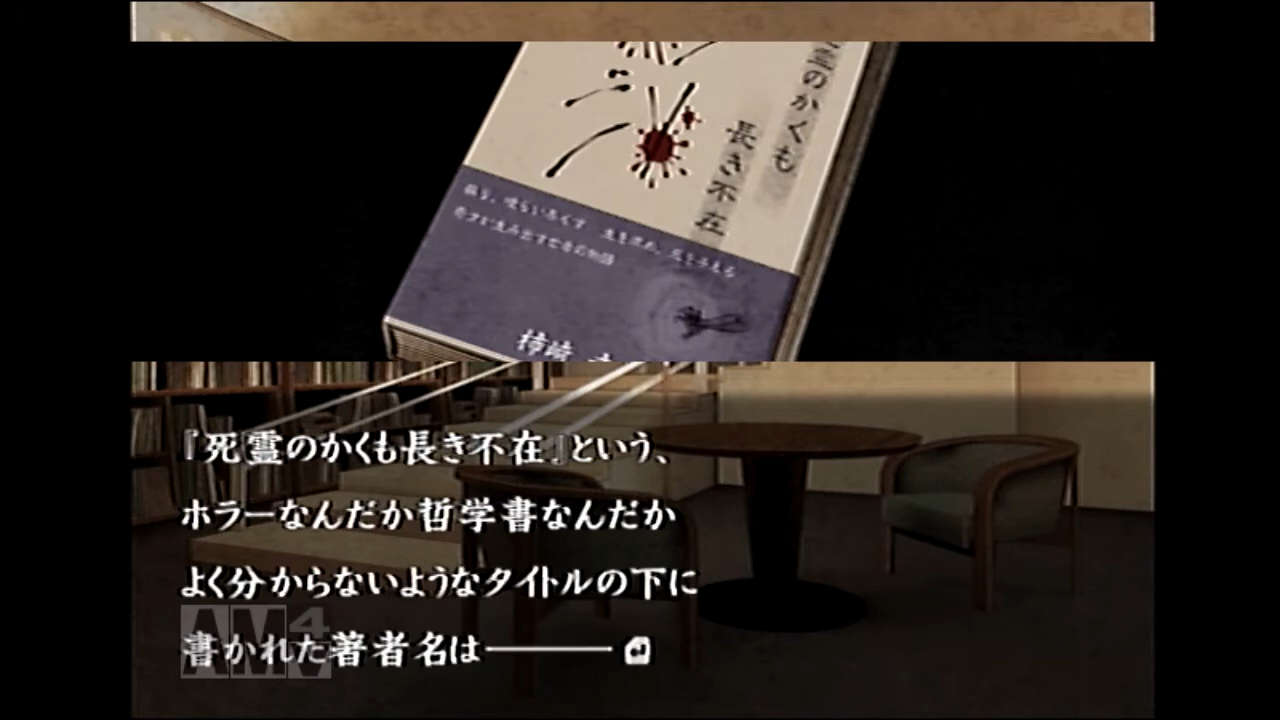 霊のかくも
長き不在
柿崎
『死霊のかくも長き不在』という、
ホラーなんだか哲学書なんだか
よく分からないようなタイトルの下に
書かれた著者名は────
AM4